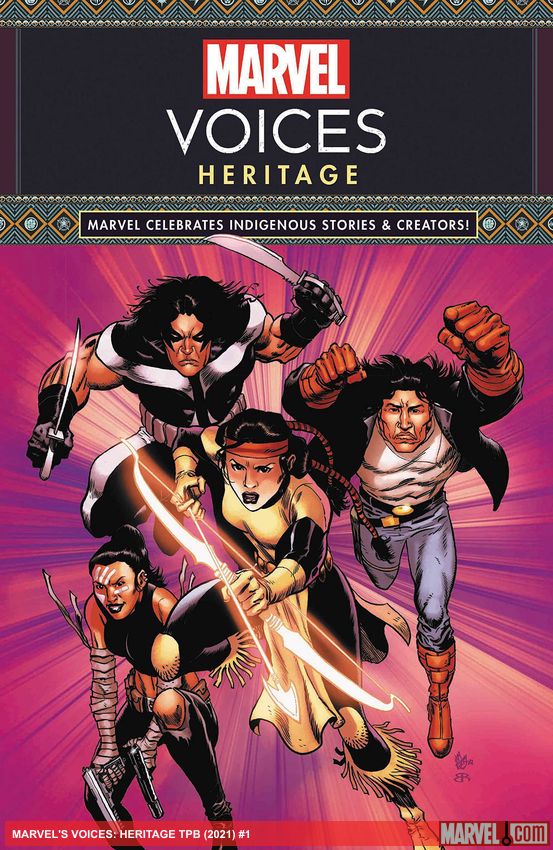 MARVEL
VOICES
HERITAGE
MARVEL CELEBRATES INDIGENOUS STORIES & CREATORS!
MARVEL'S VOICES: HERITAGE TPB (2021) #1
MARVEL.com